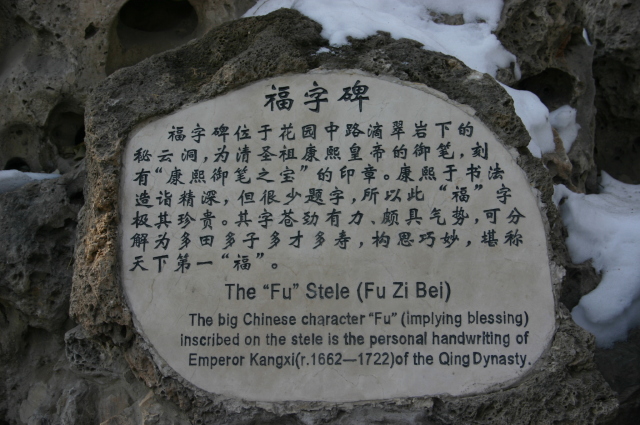 福字碑
福字碑位于花园中路滴翠岩下的
秘云洞，为清圣祖康熙皇帝的御笔，刻
有“康熙御笔之宝”的印章。康熙于书法
造诣精深，但很少题字，所以此“福”字
极其珍贵。其字苍劲有力、颇具气势，可分
解为多田多子多才多寿，构思巧妙，堪称
天下第一“福”。
The "Fu" Stele (Fu Zi Bei)
The big Chinese character "Fu" (implying blessing)
inscribed on the stele is the personal handwriting of
Emperor Kangxi(r.1662—1722)of the Qing Dynasty.